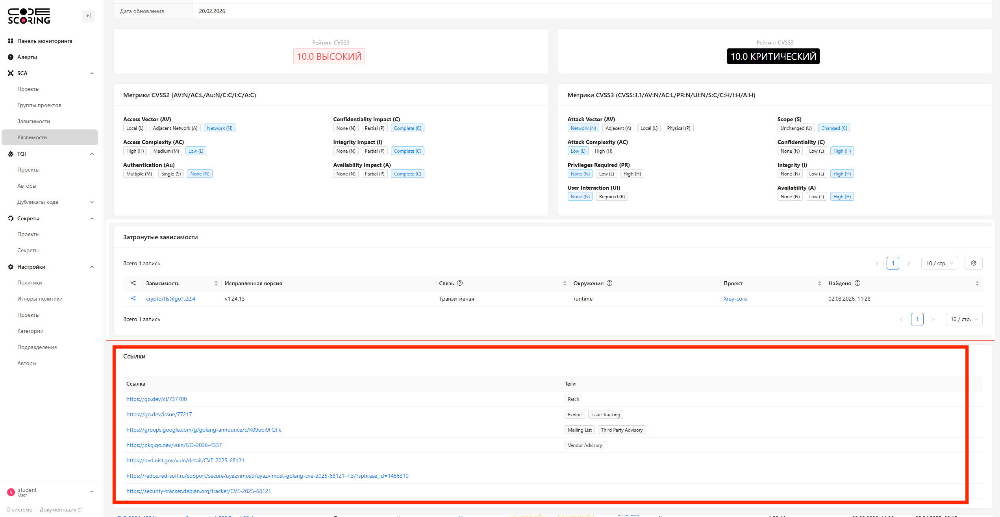 CODE SCORING
Панель мониторинга
Алерты
SCA
Проекты
Группы проектов
Зависимости
Уязвимости
TQI
Проекты
Авторы
Дубликаты кода
Секреты
Проекты
Секреты
Настройки
Политики
Игноры политики
Проекты
Категории
Подразделения
Авторы
S student ...
User
О системе · Документация
Дата обновления 20.02.2026
Рейтинг CVSS2
10.0 ВЫСОКИЙ
Рейтинг CVSS3
10.0 КРИТИЧЕСКИЙ
Метрики CVSS2 (AV:N/AC:L/Au:N/C:C/I:C/A:C)
Access Vector (AV)
Local (L) Adjacent Network (A) Network (N)
Access Complexity (AC)
High (H) Medium (M) Low (L)
Authentication (Au)
Multiple (M) Single (S) None (N)
Confidentiality Impact (C)
None (N) Partial (P) Complete (C)
Integrity Impact (I)
None (N) Partial (P) Complete (C)
Availability Impact (A)
None (N) Partial (P) Complete (C)
Метрики CVSS3 (CVSS:3.1/AV:N/AC:L/PR:N/UI:N/S:C/C:H/I:H/A:H)
Attack Vector (AV)
Network (N) Adjacent (A) Local (L) Physical (P)
Attack Complexity (AC)
Low (L) High (H)
Privileges Required (PR)
None (N) Low (L) High (H)
User Interaction (UI)
None (N) Required (R)
Scope (S)
Unchanged (U) Changed (C)
Confidentiality (C)
None (N) Low (L) High (H)
Integrity (I)
None (N) Low (L) High (H)
Availability (A)
None (N) Low (L) High (H)
Затронутые зависимости
Всего 1 запись < 1 > 10 / стр.
Зависимость Исправленная версия Связь Окружение Проект Найдено
crypto/tls@go1.22.4 v1.24.13 Транзитивная runtime Xray-core 02.03.2026, 11:28
Всего 1 запись < 1 > 10 / стр.
Ссылки
Ссылка Теги
https://go.dev/cl/737700 Patch
https://go.dev/issue/77217 Exploit Issue Tracking
https://groups.google.com/g/golang-announce/c/K09ubi9FQFk Mailing List Third Party Advisory
https://pkg.go.dev/vuln/GO-2026-4337 Vendor Advisory
https://nvd.nist.gov/vuln/detail/CVE-2025-68121
https://redos.red-soft.ru/support/secure/uyazvimosti/uyazvimost-golang-cve-2025-68121-7.3/?sphrase_id=1456310
https://security-tracker.debian.org/tracker/CVE-2025-68121